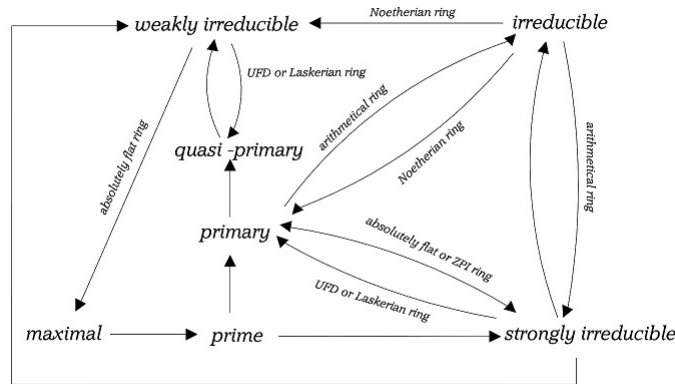 Noetherian ring
weakly irreducible
irreducible
UFD or Laskerian ring
arithmetical ring
quasi -primary
absolutely flat ring
Noetherian ring
arithmetical ring
primary
absolutely flat or ZPI ring
UFD or Laskerian ring
maximal
prime
strongly irreducible